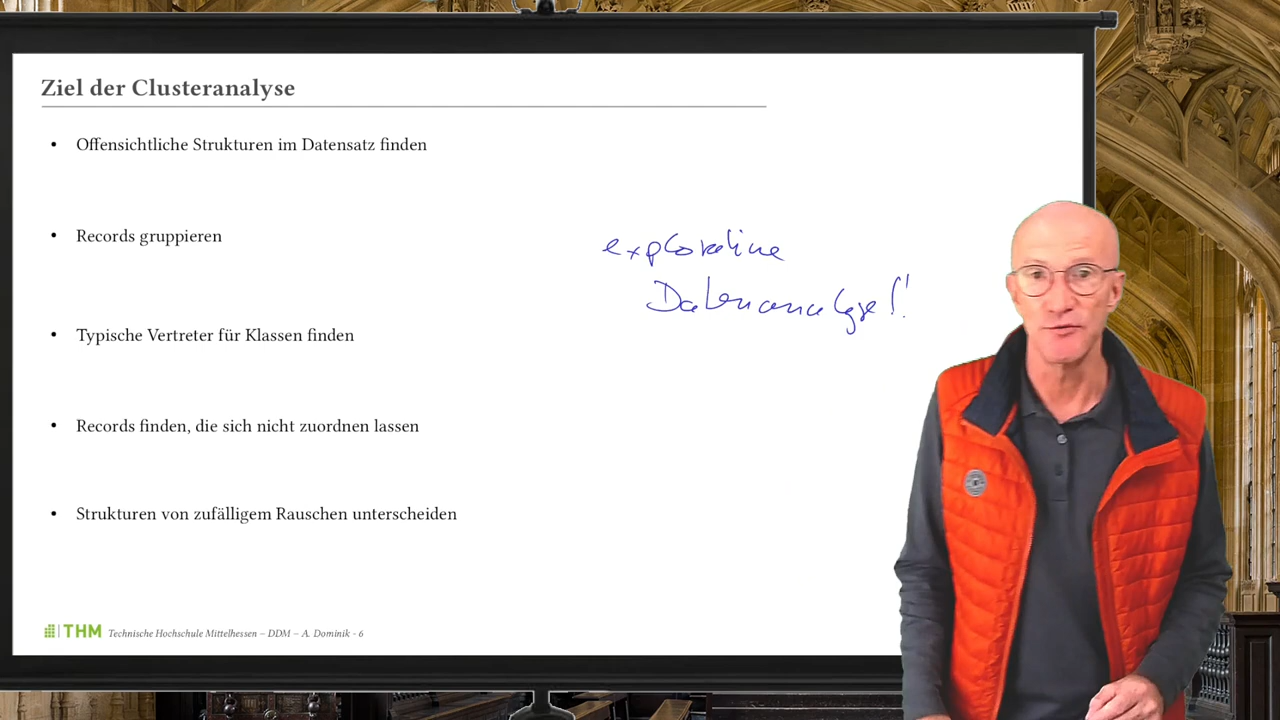 Ziel der Clusteranalyse
• Offensichtliche Strukturen im Datensatz finden
• Records gruppieren
explorative
Datenanalyse!!
• Typische Vertreter für Klassen finden
• Records finden, die sich nicht zuordnen lassen
• Strukturen von zufälligem Rauschen unterscheiden
THM Technische Hochschule Mittelhessen – DDM – A. Dominik - 6